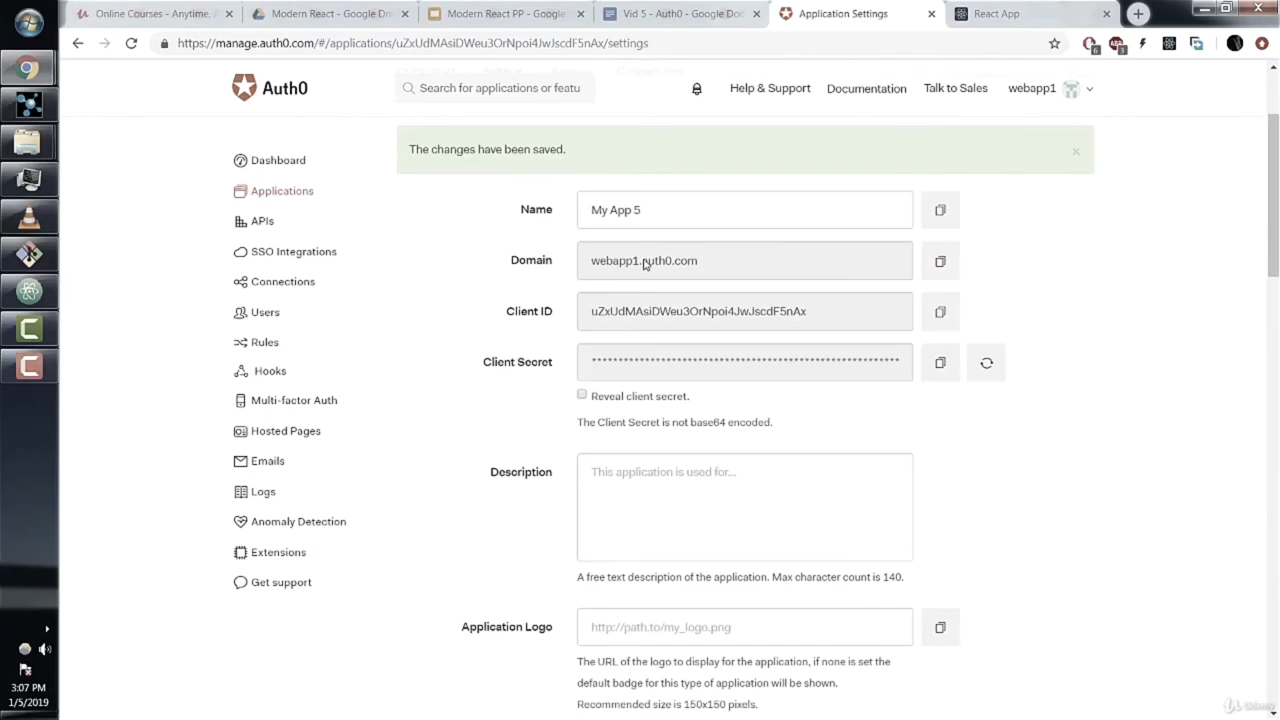 Online Courses - Anytime, A
Modern React - Google Dri
Modern React PP - Google
Vid 5 - Auth0 - Google Do
Application Settings
React App
https://manage.auth0.com/#/applications/uZxUdMAsiDWeu3OrNpoi4JwJscdF5nAx/settings
6
3
Auth0
Search for applications or featu
Help & Support
Documentation
Talk to Sales
webapp1
The changes have been saved.
Dashboard
Applications
APIs
SSO Integrations
Connections
Users
Rules
Hooks
Multi-factor Auth
Hosted Pages
Emails
Logs
Anomaly Detection
Extensions
Get support
Name
My App 5
Domain
webapp1.auth0.com
Client ID
uZxUdMAsiDWeu3OrNpoi4JwJscdF5nAx
Client Secret
Reveal client secret.
The Client Secret is not base64 encoded.
Description
This application is used for...
A free text description of the application. Max character count is 140.
Application Logo
http://path.to/my_logo.png
The URL of the logo to display for the application, if none is set the
default badge for this type of application will be shown.
Recommended size is 150x150 pixels.
3:07 PM
1/5/2019
Udemy